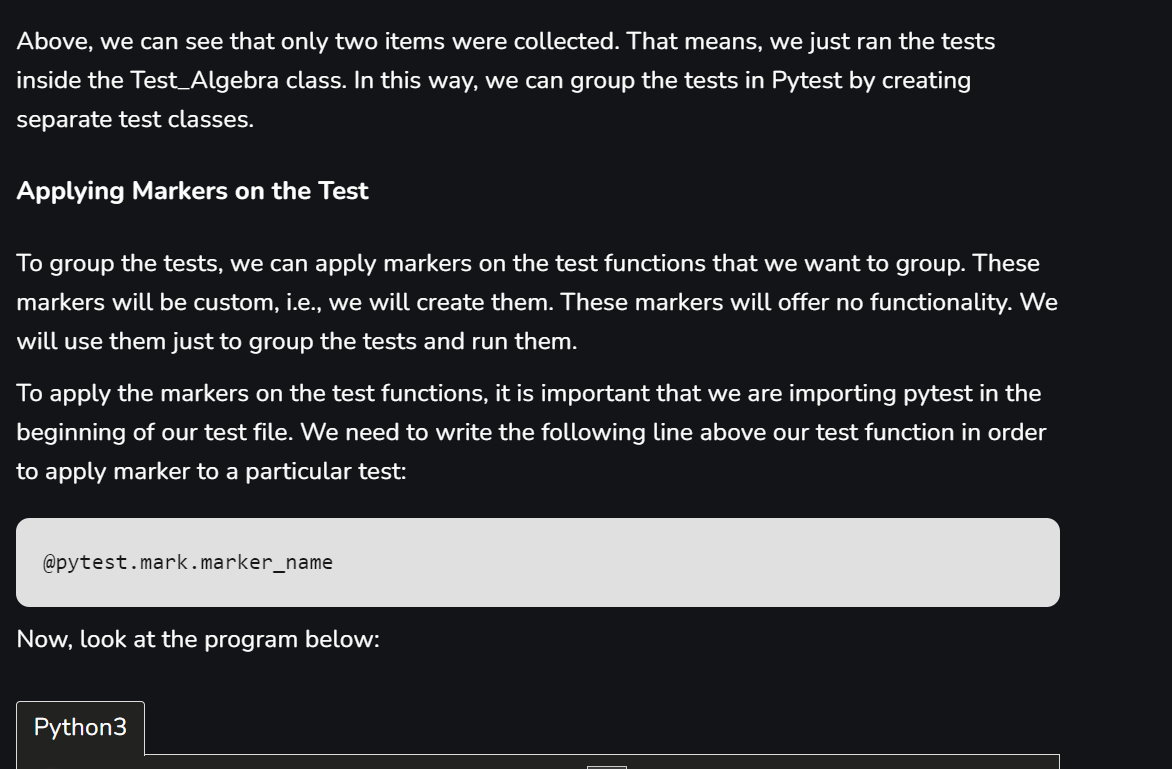 Above, we can see that only two items were collected. That means, we just ran the tests
inside the Test_Algebra class. In this way, we can group the tests in Pytest by creating
separate test classes.
Applying Markers on the Test
To group the tests, we can apply markers on the test functions that we want to group. These
markers will be custom, i.e., we will create them. These markers will offer no functionality. We
will use them just to group the tests and run them.
To apply the markers on the test functions, it is important that we are importing pytest in the
beginning of our test file. We need to write the following line above our test function in order
to apply marker to a particular test:
@pytest.mark.marker_name
Now, look at the program below:
Python3